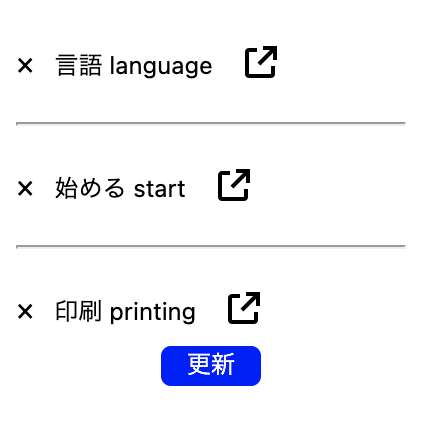 × 言語 language
× 始める start
× 印刷 printing
更新